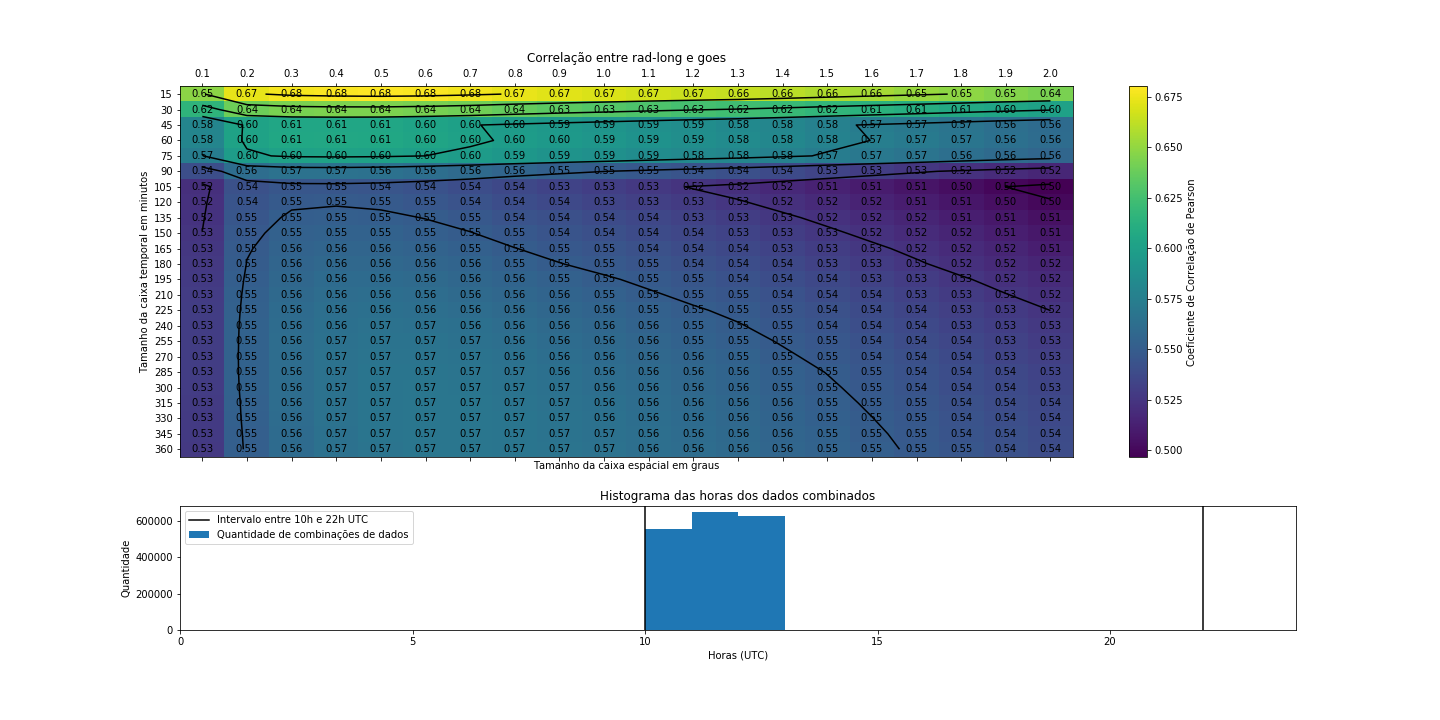 Correlação entre rad-long e goes
0.1 0.2 0.3 0.4 0.5 0.6 0.7 0.8 0.9 1.0 1.1 1.2 1.3 1.4 1.5 1.6 1.7 1.8 1.9 2.0
15 0.65 0.67 0.68 0.68 0.68 0.68 0.68 0.67 0.67 0.67 0.67 0.67 0.66 0.66 0.66 0.66 0.65 0.65 0.65 0.64
30 0.62 0.64 0.64 0.64 0.64 0.64 0.64 0.64 0.63 0.63 0.63 0.63 0.62 0.62 0.62 0.61 0.61 0.61 0.60 0.60
45 0.58 0.60 0.61 0.61 0.61 0.60 0.60 0.60 0.59 0.59 0.59 0.59 0.58 0.58 0.58 0.57 0.57 0.57 0.56 0.56
60 0.58 0.60 0.61 0.61 0.61 0.60 0.60 0.60 0.60 0.59 0.59 0.59 0.58 0.58 0.58 0.57 0.57 0.57 0.56 0.56
75 0.58 0.60 0.60 0.60 0.60 0.60 0.60 0.59 0.59 0.59 0.59 0.58 0.58 0.58 0.57 0.57 0.57 0.56 0.56 0.56
90 0.54 0.56 0.57 0.57 0.56 0.56 0.56 0.56 0.55 0.55 0.55 0.55 0.54 0.54 0.54 0.53 0.53 0.53 0.52 0.52
105 0.52 0.54 0.55 0.55 0.55 0.54 0.54 0.54 0.53 0.53 0.53 0.52 0.52 0.52 0.51 0.51 0.51 0.50 0.50 0.50
120 0.52 0.54 0.55 0.55 0.55 0.54 0.54 0.54 0.54 0.53 0.53 0.53 0.52 0.52 0.52 0.51 0.51 0.51 0.50 0.50
135 0.52 0.55 0.55 0.55 0.55 0.55 0.54 0.54 0.54 0.54 0.53 0.53 0.53 0.53 0.52 0.52 0.52 0.51 0.51 0.51
150 0.53 0.55 0.55 0.55 0.55 0.55 0.55 0.55 0.54 0.54 0.54 0.53 0.53 0.53 0.53 0.52 0.52 0.51 0.51 0.51
165 0.53 0.55 0.56 0.56 0.56 0.56 0.55 0.55 0.55 0.54 0.54 0.54 0.54 0.53 0.53 0.53 0.52 0.52 0.52 0.51
180 0.53 0.55 0.56 0.56 0.56 0.56 0.56 0.55 0.55 0.55 0.54 0.54 0.54 0.54 0.53 0.53 0.53 0.52 0.52 0.52
195 0.53 0.55 0.56 0.56 0.56 0.56 0.56 0.56 0.55 0.55 0.55 0.55 0.54 0.54 0.54 0.53 0.53 0.53 0.52 0.52
210 0.53 0.55 0.56 0.56 0.56 0.56 0.56 0.56 0.56 0.55 0.55 0.55 0.55 0.54 0.54 0.54 0.53 0.53 0.53 0.52
225 0.53 0.55 0.56 0.56 0.56 0.56 0.56 0.56 0.56 0.56 0.55 0.55 0.55 0.54 0.54 0.54 0.54 0.53 0.53 0.52
240 0.53 0.55 0.56 0.56 0.57 0.57 0.56 0.56 0.56 0.56 0.56 0.55 0.55 0.55 0.54 0.54 0.54 0.53 0.53 0.53
255 0.53 0.55 0.56 0.57 0.57 0.57 0.56 0.56 0.56 0.56 0.56 0.55 0.55 0.55 0.55 0.54 0.54 0.54 0.53 0.53
270 0.53 0.55 0.56 0.57 0.57 0.57 0.57 0.56 0.56 0.56 0.56 0.56 0.55 0.55 0.55 0.54 0.54 0.54 0.53 0.53
285 0.53 0.55 0.56 0.57 0.57 0.57 0.57 0.57 0.56 0.56 0.56 0.56 0.55 0.55 0.55 0.55 0.54 0.54 0.54 0.53
300 0.53 0.55 0.56 0.57 0.57 0.57 0.57 0.57 0.56 0.56 0.56 0.56 0.56 0.55 0.55 0.55 0.54 0.54 0.54 0.53
315 0.53 0.55 0.56 0.57 0.57 0.57 0.57 0.57 0.56 0.56 0.56 0.56 0.56 0.55 0.55 0.55 0.54 0.54 0.54 0.53
330 0.53 0.55 0.56 0.57 0.57 0.57 0.57 0.57 0.56 0.56 0.56 0.56 0.56 0.55 0.55 0.55 0.55 0.54 0.54 0.54
345 0.53 0.55 0.56 0.57 0.57 0.57 0.57 0.57 0.57 0.56 0.56 0.56 0.56 0.55 0.55 0.55 0.55 0.54 0.54 0.54
360 0.53 0.55 0.56 0.57 0.57 0.57 0.57 0.57 0.57 0.57 0.56 0.56 0.56 0.56 0.55 0.55 0.55 0.54 0.54 0.54
Tamanho da caixa temporal em minutos
Tamanho da caixa espacial em graus
0.675
0.650
0.625
0.600
0.575
0.550
0.525
0.500
Coeficiente de Correlação de Pearson
Histograma das horas dos dados combinados
Intervalo entre 10h e 22h UTC
Quantidade de combinações de dados
600000
400000
200000
0
Quantidade
0 5 10 15 20
Horas (UTC)